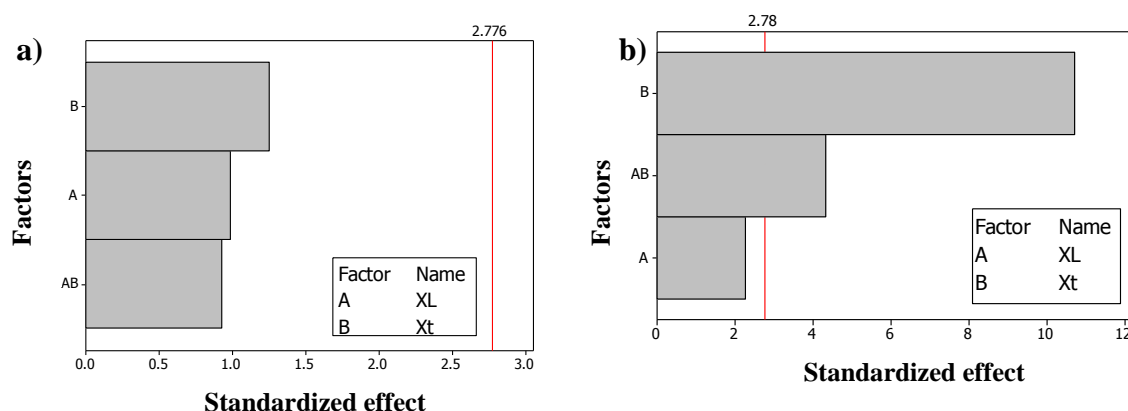 a)
2.776
Factors
B
A
AB
Factor Name
A XL
B Xt
0.0 0.5 1.0 1.5 2.0 2.5 3.0
Standardized effect
b)
2.78
Factors
B
AB
A
Factor Name
A XL
B Xt
0 2 4 6 8 10 12
Standardized effect